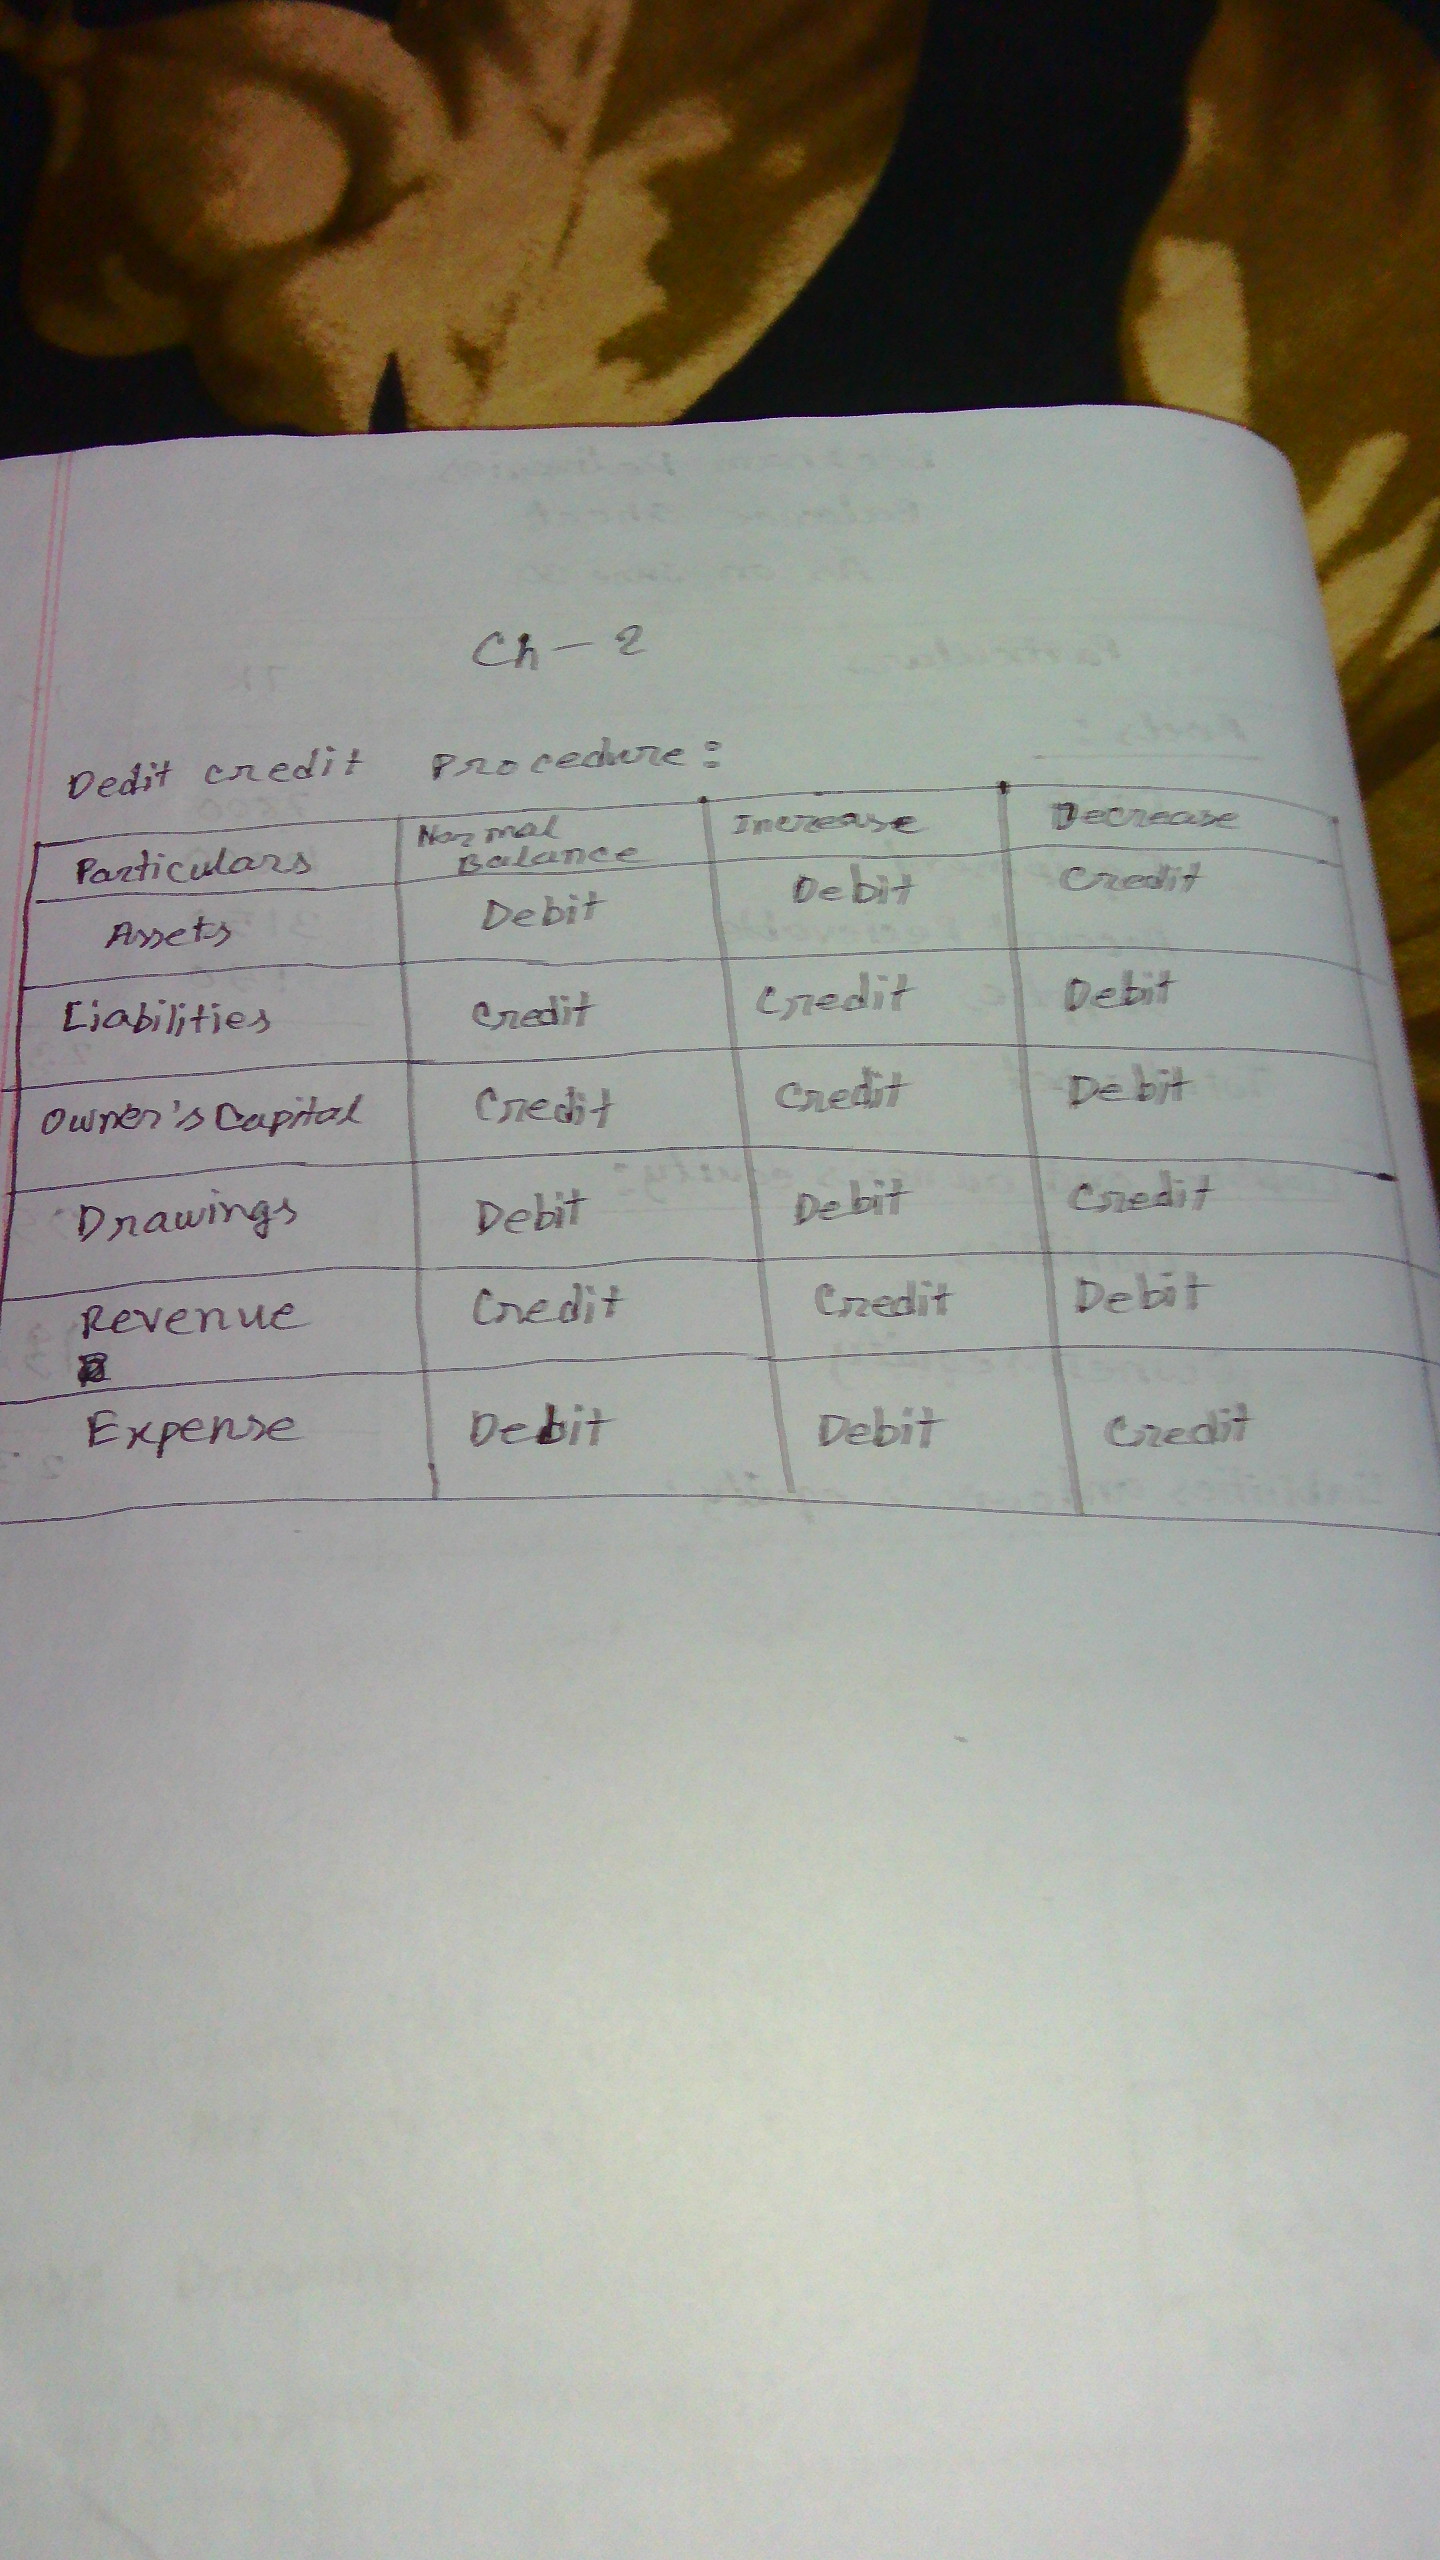 Ch - 2
Dedit credit Procedure :
Particulars Normal Balance Increase Decrease
Assets Debit Debit Credit
Liabilities Credit Credit Debit
Owner's Capital Credit Credit Debit
Drawings Debit Debit Credit
Revenue Credit Credit Debit
Expense Debit Debit Credit